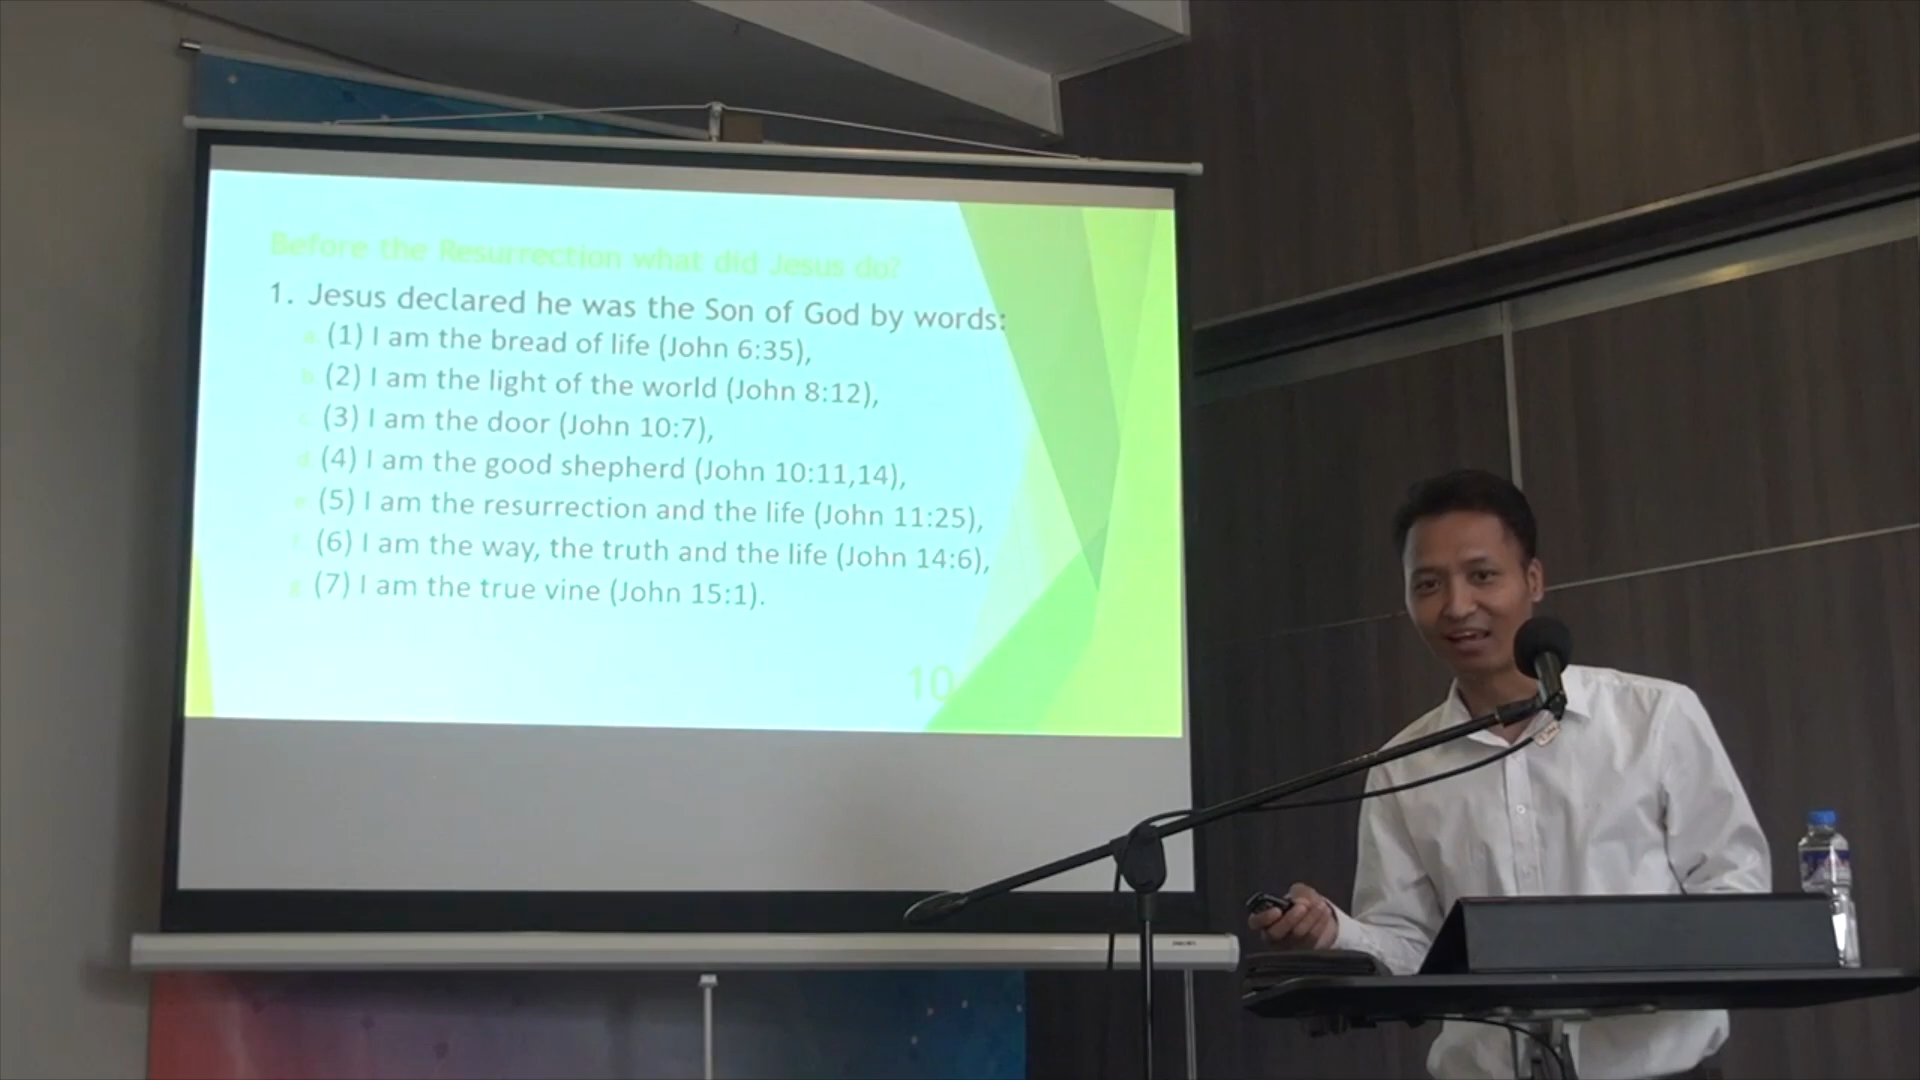 Before the Resurrection what did Jesus do?
1. Jesus declared he was the Son of God by words:
a. (1) I am the bread of life (John 6:35),
b. (2) I am the light of the world (John 8:12),
c. (3) I am the door (John 10:7),
d. (4) I am the good shepherd (John 10:11,14),
e. (5) I am the resurrection and the life (John 11:25),
f. (6) I am the way, the truth and the life (John 14:6),
g. (7) I am the true vine (John 15:1).
10